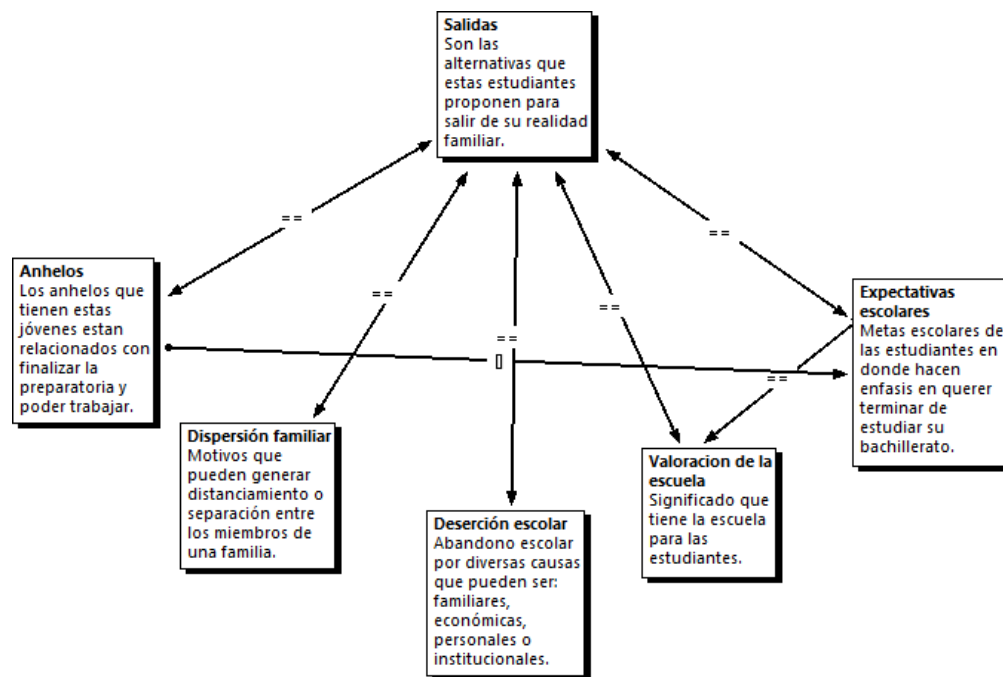 Salidas
Son las
alternativas que
estas estudiantes
proponen para
salir de su realidad
familiar.
==
==
Anhelos
Los anhelos que
tienen estas
jóvenes estan
relacionados con
finalizar la
preparatoria y
poder trabajar.
==
==
==
[]
==
Expectativas
escolares
Metas escolares de
las estudiantes en
donde hacen
enfasis en querer
terminar de
estudiar su
bachillerato.
Dispersión familiar
Motivos que
pueden generar
distanciamiento o
separación entre
los miembros de
una familia.
Valoracion de la
escuela
Significado que
tiene la escuela
para las
estudiantes.
Deserción escolar
Abandono escolar
por diversas causas
que pueden ser:
familiares,
económicas,
personales o
institucionales.